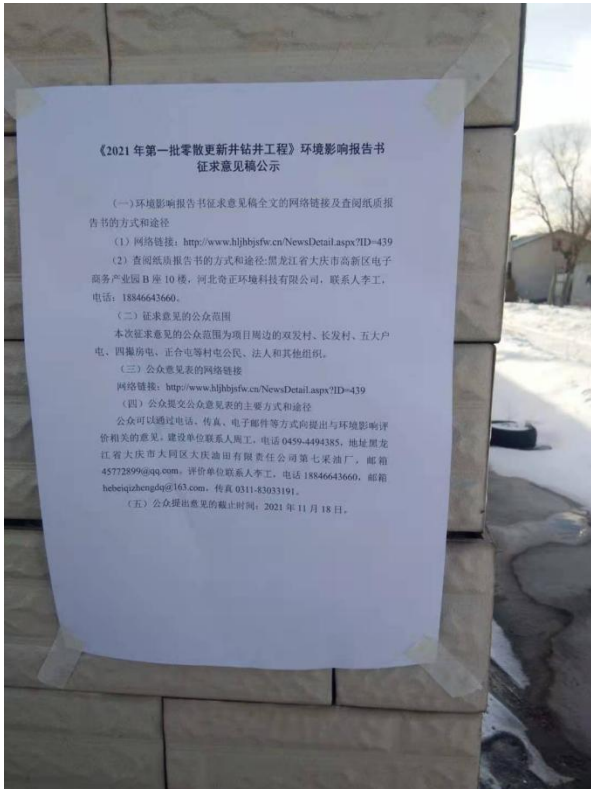 《2021 年第一批零散更新井钻井工程》环境影响报告书
征求意见稿公示
（一）环境影响报告书征求意见稿全文的网络链接及查阅纸质报
告书的方式和途径
（1）网络链接：http://www.hljhbjsfw.cn/NewsDetail.aspx?ID=439
（2）查阅纸质报告书的方式和途径:黑龙江省大庆市高新区电子
商务产业园 B 座 10 楼，河北奇正环境科技有限公司，联系人李工，
电话：18846643660。
（二）征求意见的公众范围
本次征求意见的公众范围为项目周边的双发村、长发村、五大户
屯、四撮房屯、正合屯等村屯公民、法人和其他组织。
（三）公众意见表的网络链接
网络链接：http://www.hljhbjsfw.cn/NewsDetail.aspx?ID=439
（四）公众提交公众意见表的主要方式和途径
公众可以通过电话、传真、电子邮件等方式向提出与环境影响评
价相关的意见，建设单位联系人周工，电话 0459-4494385，地址黑龙
江省大庆市大同区大庆油田有限责任公司第七采油厂，邮箱
45772899@qq.com，评价单位联系人李工，电话 18846643660，邮箱
hebeiqizhengdq@163.com，传真 0311-83033191。
（五）公众提出意见的截止时间：2021 年 11 月 18 日。